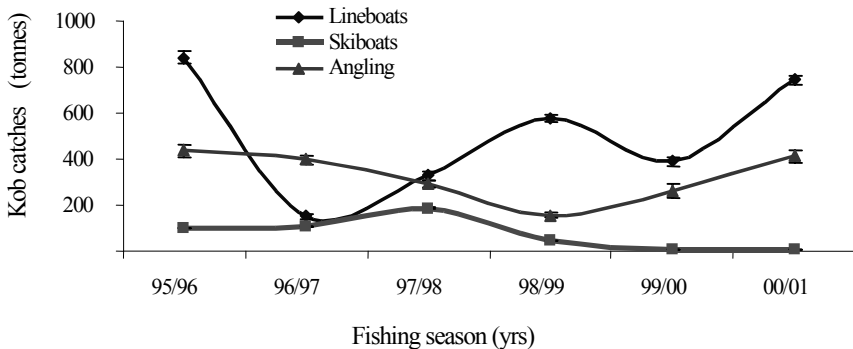 Kob catches (tonnes)
1000
800
600
400
200
Lineboats
Skiboats
Angling
95/96 96/97 97/98 98/99 99/00 00/01
Fishing season (yrs)